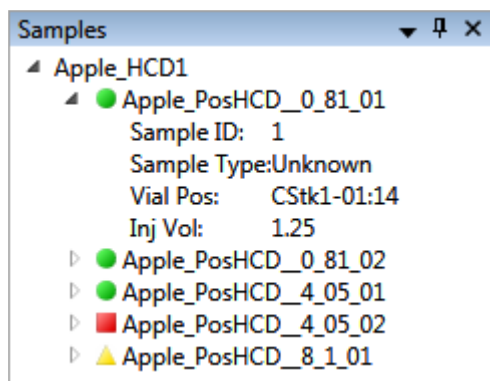 Samples
Apple_HCD1
Apple_PosHCD__0_81_01
Sample ID: 1
Sample Type:Unknown
Vial Pos: CStk1-01:14
Inj Vol: 1.25
Apple_PosHCD__0_81_02
Apple_PosHCD__4_05_01
Apple_PosHCD__4_05_02
Apple_PosHCD__8_1_01